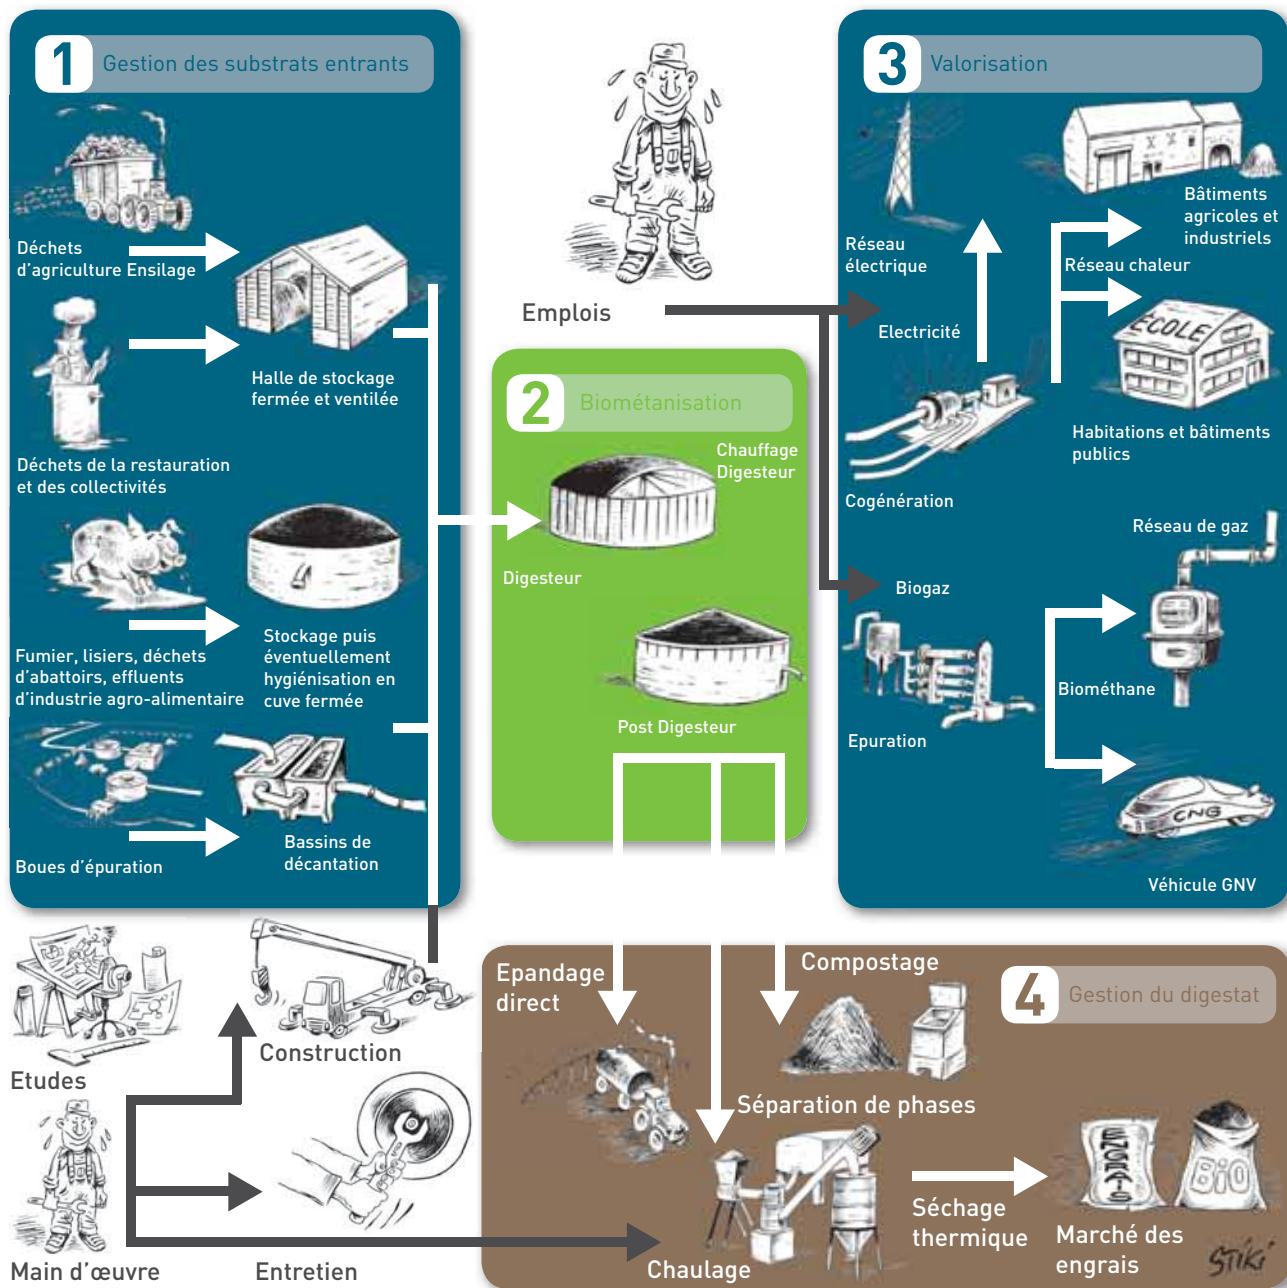 1
Gestion des substrats entrants
Déchets
d'agriculture Ensilage
Halle de stockage
fermée et ventilée
Déchets de la restauration
et des collectivités
Fumier, lisiers, déchets
d'abattoirs, effluents
d'industrie agro-alimentaire
Stockage puis
éventuellement
hygiénisation en
cuve fermée
Boues d'épuration
Bassins de
décantation
Emplois
2
Biométanisation
Chauffage
Digesteur
Digesteur
Post Digesteur
3
Valorisation
Réseau
électrique
Bâtiments
agricoles et
industriels
Réseau chaleur
Electricité
ECOLE
Habitations et bâtiments
publics
Cogénération
Réseau de gaz
Biogaz
Biométhane
Epuration
CNG
Véhicule GNV
Etudes
Construction
Main d'œuvre
Entretien
4
Gestion du digestat
Epandage
direct
Compostage
Séparation de phases
Chaulage
Séchage
thermique
ENGRAIS
BIO
Marché des
engrais
STiKi